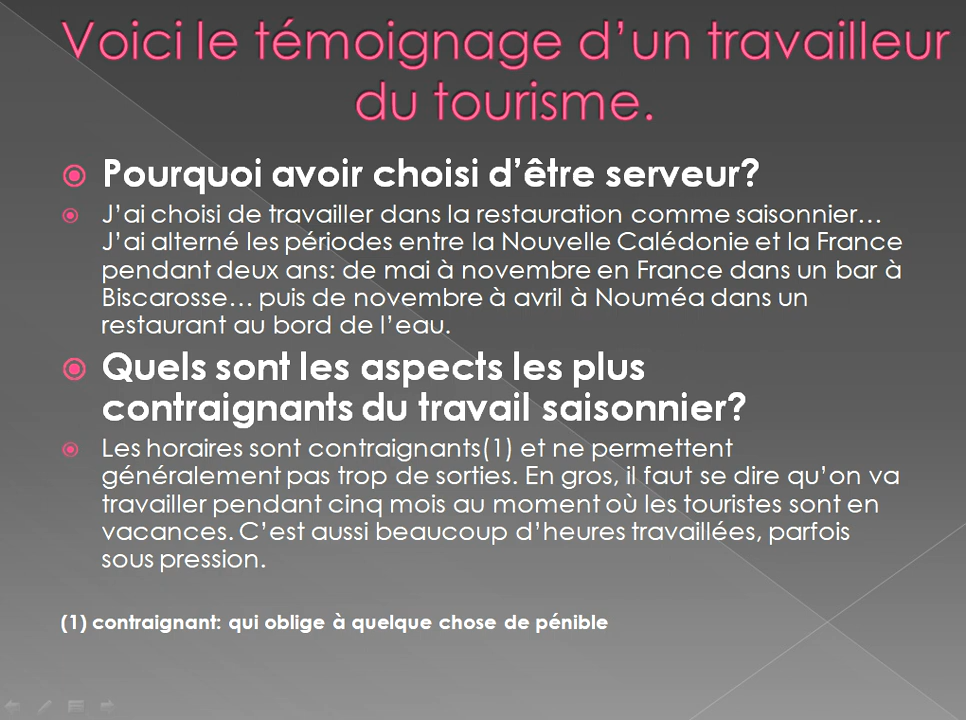 Voici le témoignage d’un travailleur
du tourisme.
Pourquoi avoir choisi d’être serveur?
J’ai choisi de travailler dans la restauration comme saisonnier…
J’ai alterné les périodes entre la Nouvelle Calédonie et la France
pendant deux ans: de mai à novembre en France dans un bar à
Biscarosse… puis de novembre à avril à Nouméa dans un
restaurant au bord de l’eau.
Quels sont les aspects les plus
contraignants du travail saisonnier?
Les horaires sont contraignants(1) et ne permettent
généralement pas trop de sorties. En gros, il faut se dire qu’on va
travailler pendant cinq mois au moment où les touristes sont en
vacances. C’est aussi beaucoup d’heures travaillées, parfois
sous pression.
(1) contraignant: qui oblige à quelque chose de pénible